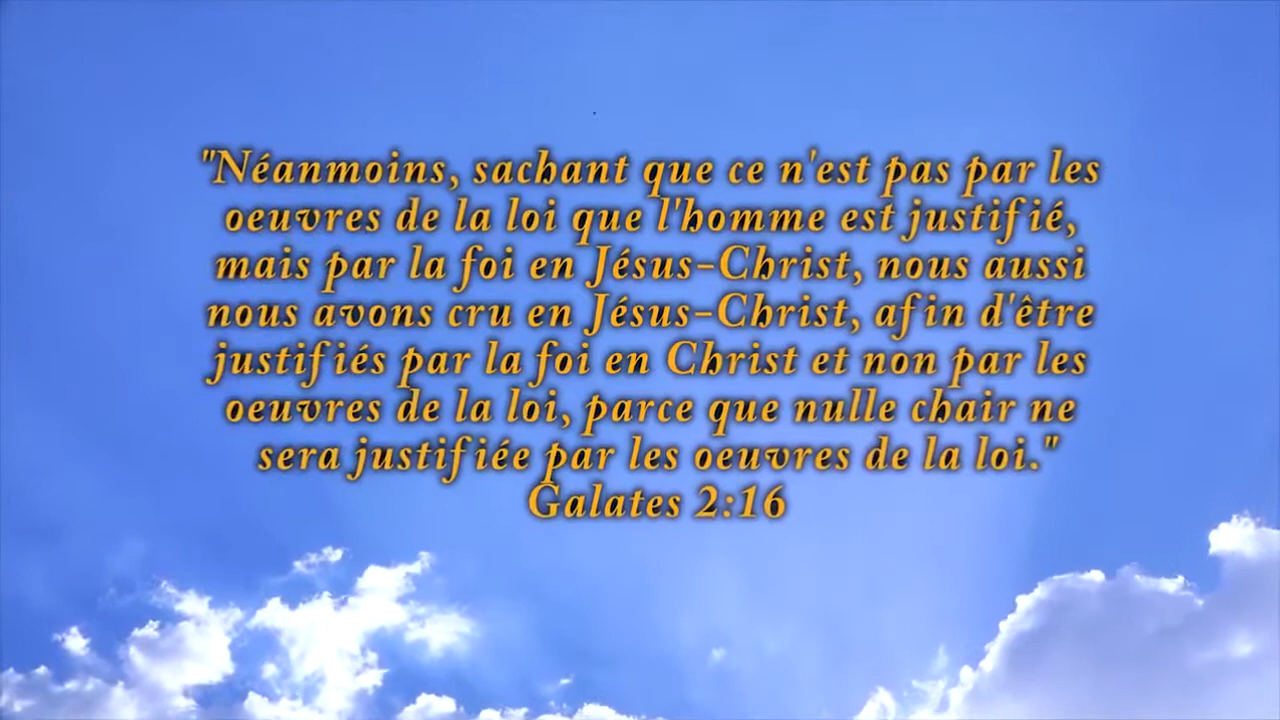 "Néanmoins, sachant que ce n'est pas par les
oeuvres de la loi que l'homme est justifié,
mais par la foi en Jésus-Christ, nous aussi
nous avons cru en Jésus-Christ, afin d'être
justifiés par la foi en Christ et non par les
oeuvres de la loi, parce que nulle chair ne
sera justifiée par les oeuvres de la loi."
Galates 2:16